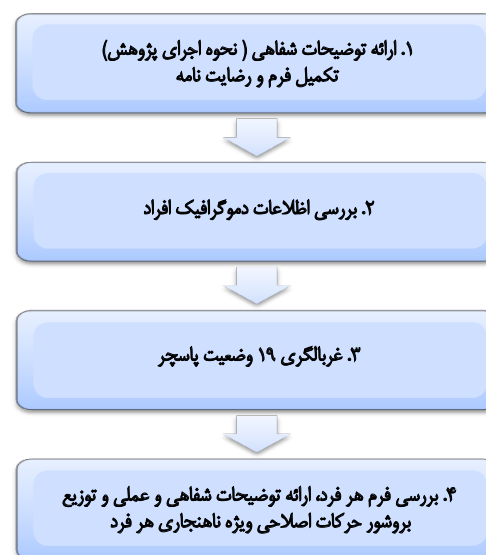 ۱. ارائه توضیحات شفاهی ( نحوه اجرای پژوهش)
تکمیل فرم و رضایت نامه
۲. بررسی اظلاعات دموگرافیک افراد
۳. غربالگری ۱۹ وضعیت پاسچر
۴. بررسی فرم هر فرد، ارائه توضیحات شفاهی و عملی و توزیع
بروشور حرکات اصلاحی ویژه ناهنجاری هر فرد